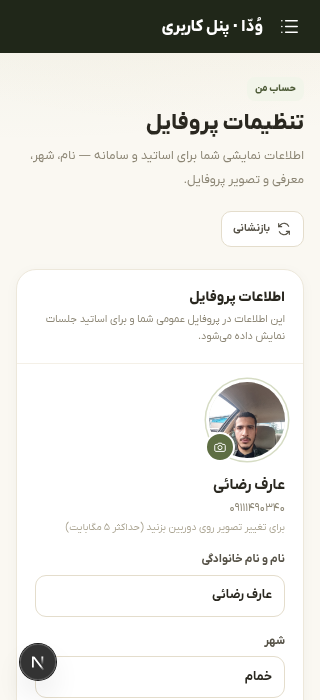 وُدّا · پنل کاربری
حساب من
تنظیمات پروفایل
اطلاعات نمایشی شما برای اساتید و سامانه — نام، شهر،
معرفی و تصویر پروفایل.
بازنشانی
اطلاعات پروفایل
این اطلاعات در پروفایل عمومی شما و برای اساتید جلسات
نمایش داده می‌شود.
عارف رضائی
۰۹۱۱۱۴۹۰۳۴۰
برای تغییر تصویر روی دوربین بزنید (حداکثر ۵ مگابایت)
نام و نام خانوادگی
عارف رضائی
شهر
خمام
N